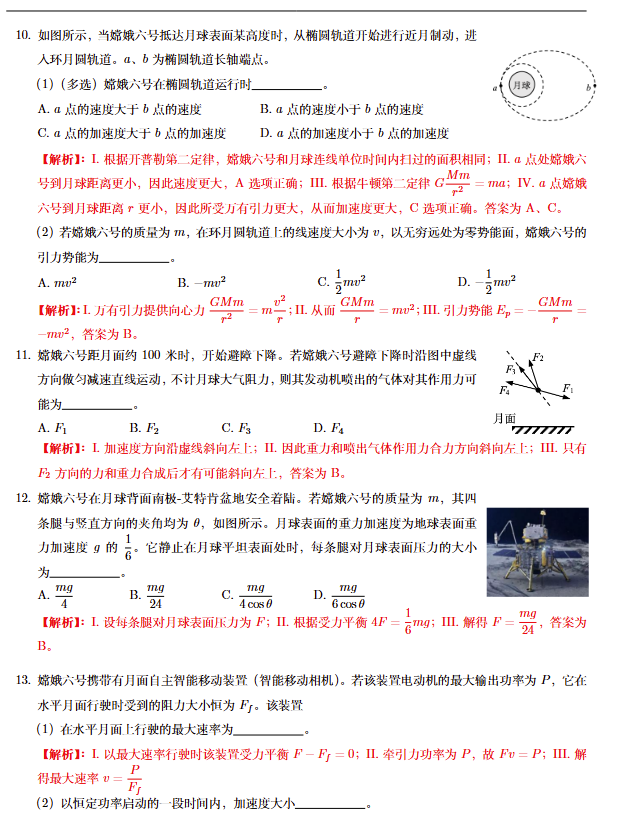 10. 如图所示，当嫦娥六号抵达月球表面某高度时，从椭圆轨道开始进行近月制动，进
入环月圆轨道。a、b 为椭圆轨道长轴端点。
a 月球 b
(1)（多选）嫦娥六号在椭圆轨道运行时____________。
A. a 点的速度大于 b 点的速度 B. a 点的速度小于 b 点的速度
C. a 点的加速度大于 b 点的加速度 D. a 点的加速度小于 b 点的加速度
【解析】：I. 根据开普勒第二定律，嫦娥六号和月球连线单位时间内扫过的面积相同；II. a 点处嫦娥六
号到月球距离更小，因此速度更大，A 选项正确；III. 根据牛顿第二定律 G\frac{Mm}{r^2} = ma；IV. a 点嫦娥
六号到月球距离 r 更小，因此所受万有引力更大，从而加速度更大，C 选项正确。答案为 A、C。
(2) 若嫦娥六号的质量为 m，在环月圆轨道上的线速度大小为 v，以无穷远处为零势能面，嫦娥六号的
引力势能为____________。
A. mv² B. −mv² C. \frac{1}{2}mv² D. −\frac{1}{2}mv²
【解析】：I. 万有引力提供向心力 \frac{GMm}{r^2} = m\frac{v^2}{r}；II. 从而 \frac{GMm}{r} = mv²；III. 引力势能 E_p = −\frac{GMm}{r} =
−mv²，答案为 B。
11. 嫦娥六号距月面约 100 米时，开始避障下降。若嫦娥六号避障下降时沿图中虚线
方向做匀减速直线运动，不计月球大气阻力，则其发动机喷出的气体对其作用力可
能为____________。
F₂
F₃
F₄ F₁
月面
A. F₁ B. F₂ C. F₃ D. F₄
【解析】：I. 加速度方向沿虚线斜向左上；II. 因此重力和喷出气体作用力合力方向斜向左上；III. 只有
F₂ 方向的力和重力合成后才有可能斜向左上，答案为 B。
12. 嫦娥六号在月球背面南极-艾特肯盆地安全着陆。若嫦娥六号的质量为 m，其四
条腿与竖直方向的夹角均为 θ，如图所示。月球表面的重力加速度为地球表面重
力加速度 g 的 \frac{1}{6}。它静止在月球平坦表面处时，每条腿对月球表面压力的大小
为____________。
A. \frac{mg}{4} B. \frac{mg}{24} C. \frac{mg}{4\cos θ} D. \frac{mg}{6\cos θ}
【解析】：I. 设每条腿对月球表面压力为 F；II. 根据受力平衡 4F = \frac{1}{6}mg；III. 解得 F = \frac{mg}{24}，答案为
B。
13. 嫦娥六号携带有月面自主智能移动装置（智能移动相机）。若该装置电动机的最大输出功率为 P，它在
水平月面行驶时受到的阻力大小恒为 F_f。该装置
(1) 在水平月面上行驶的最大速率为____________。
【解析】：I. 以最大速率行驶时该装置受力平衡 F − F_f = 0；II. 牵引力功率为 P，故 Fv = P；III. 解
得最大速率 v = \frac{P}{F_f}
(2) 以恒定功率启动的一段时间内，加速度大小____________。